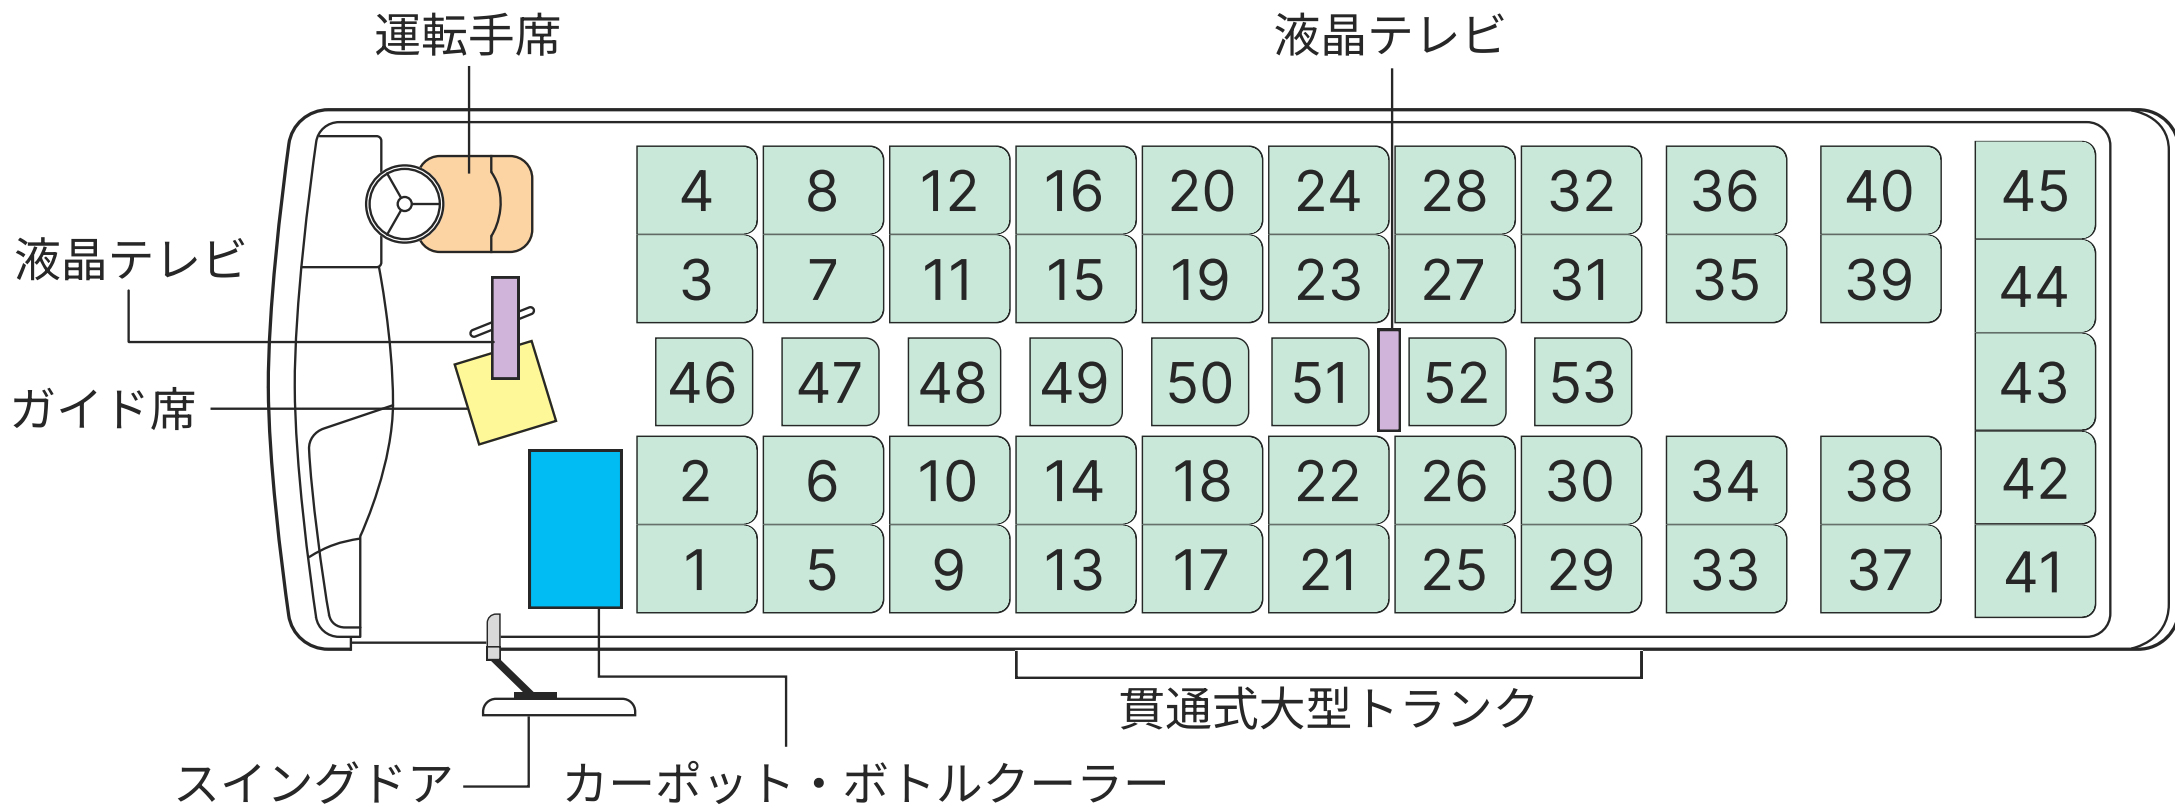 運転手席
液晶テレビ
液晶テレビ
ガイド席
4 8 12 16 20 24 28 32 36 40 45
3 7 11 15 19 23 27 31 35 39 44
46 47 48 49 50 51 52 53 43
2 6 10 14 18 22 26 30 34 38 42
1 5 9 13 17 21 25 29 33 37 41
貫通式大型トランク
スイングドア
カーポット・ボトルクーラー